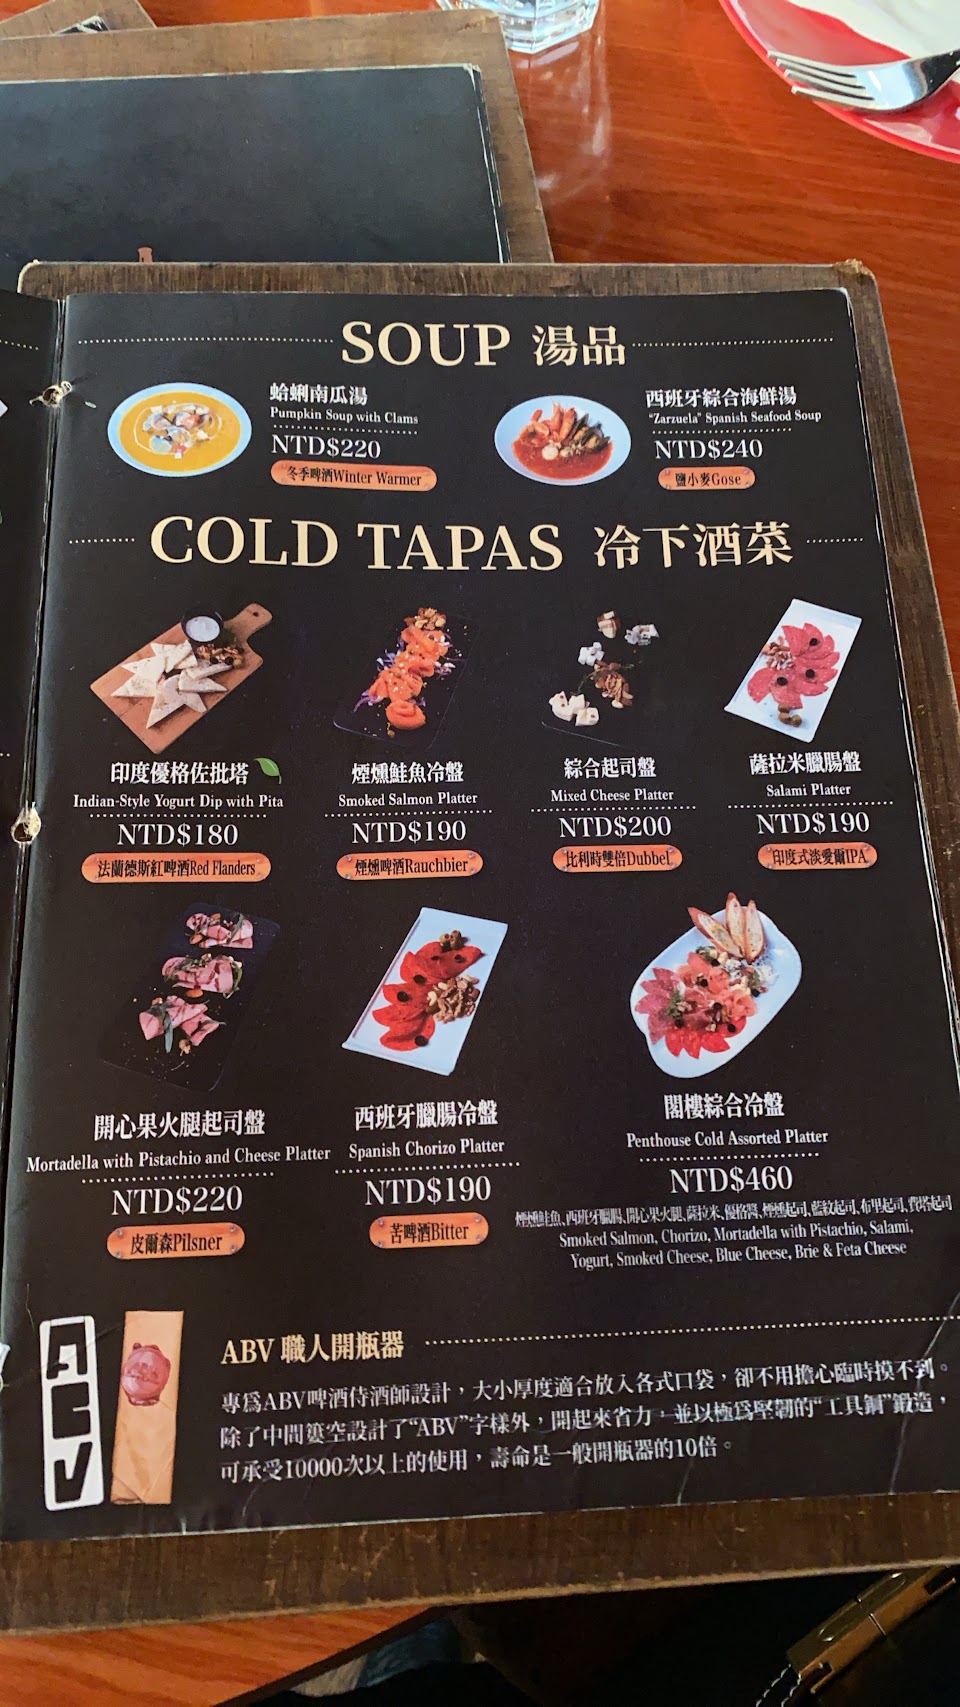 SOUP 湯品
蛤蜊南瓜湯
Pumpkin Soup with Clams
NTD$220
冬季啤酒Winter Warmer
西班牙綜合海鮮湯
“Zarzuela” Spanish Seafood Soup
NTD$240
鹽小麥Gose
COLD TAPAS 冷下酒菜
印度優格佐批塔
Indian-Style Yogurt Dip with Pita
NTD$180
法蘭德斯紅啤酒Red Flanders
煙燻鮭魚冷盤
Smoked Salmon Platter
NTD$190
煙燻啤酒Rauchbier
綜合起司盤
Mixed Cheese Platter
NTD$200
比利時雙倍Dubbel
薩拉米臘腸盤
Salami Platter
NTD$190
印度式淡愛爾IPA
開心果火腿起司盤
Mortadella with Pistachio and Cheese Platter
NTD$220
皮爾森Pilsner
西班牙臘腸冷盤
Spanish Chorizo Platter
NTD$190
苦啤酒Bitter
閣樓綜合冷盤
Penthouse Cold Assorted Platter
NTD$460
煙燻鮭魚、西班牙臘腸、開心果火腿、薩拉米、優格醬、煙燻起司、藍紋起司、布里起司、費塔起司
Smoked Salmon, Chorizo, Mortadella with Pistachio, Salami,
Yogurt, Smoked Cheese, Blue Cheese, Brie & Feta Cheese
ABV
ABV 職人開瓶器
專為ABV啤酒侍酒師設計，大小厚度適合放入各式口袋，卻不用擔心臨時摸不到。
除了中間簍空設計了“ABV”字樣外，開起來省力，並以極為堅韌的“工具鋼”鍛造，
可承受10000次以上的使用，壽命是一般開瓶器的10倍。